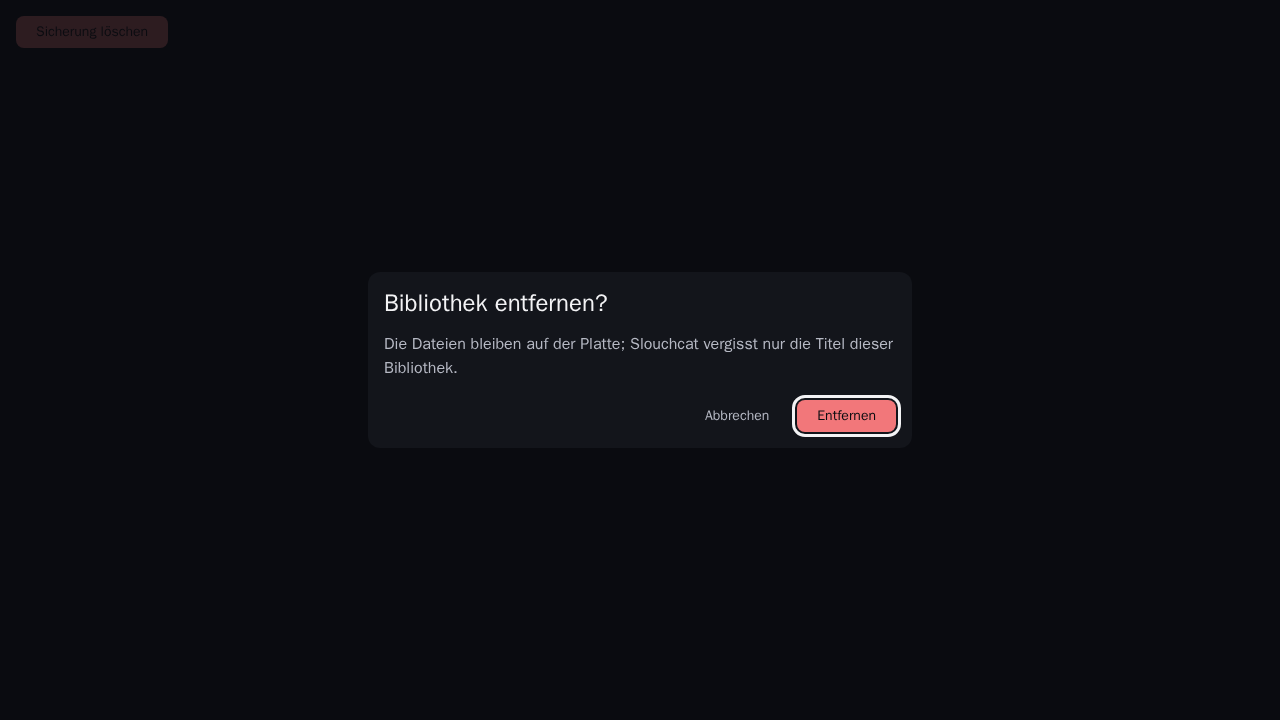 Sicherung löschen
Bibliothek entfernen?
Die Dateien bleiben auf der Platte; Slouchcat vergisst nur die Titel dieser
Bibliothek.
Abbrechen
Entfernen